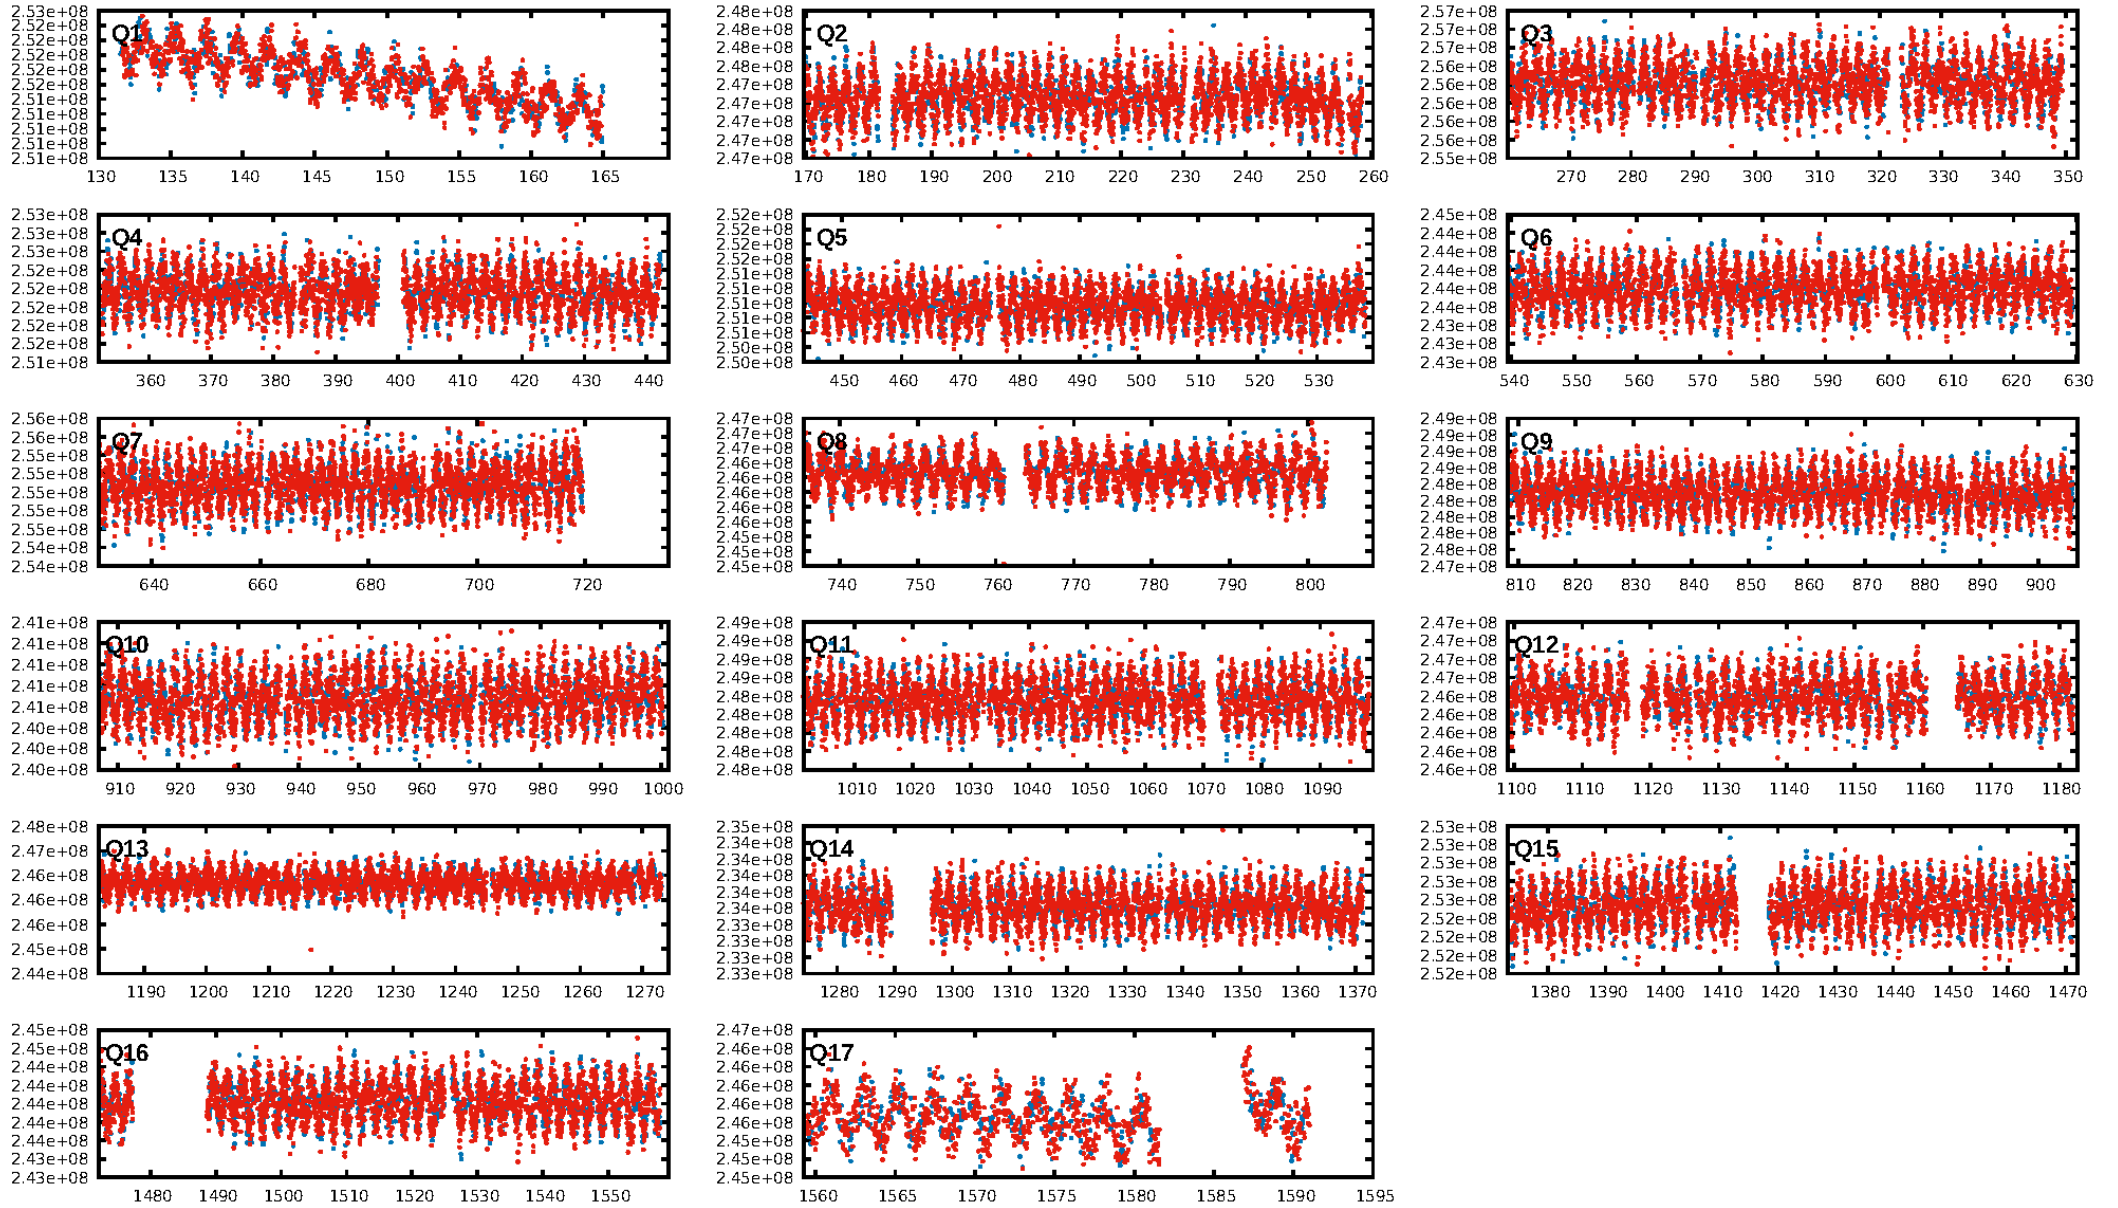 Q1
2.53e+08
2.52e+08
2.52e+08
2.52e+08
2.52e+08
2.52e+08
2.51e+08
2.51e+08
2.51e+08
2.51e+08
2.51e+08
130 135 140 145 150 155 160 165
Q2
2.48e+08
2.48e+08
2.48e+08
2.48e+08
2.47e+08
2.47e+08
2.47e+08
2.47e+08
2.47e+08
170 180 190 200 210 220 230 240 250 260
Q3
2.57e+08
2.57e+08
2.57e+08
2.56e+08
2.56e+08
2.56e+08
2.56e+08
2.56e+08
2.55e+08
270 280 290 300 310 320 330 340 350
Q4
2.53e+08
2.53e+08
2.53e+08
2.52e+08
2.52e+08
2.52e+08
2.52e+08
2.52e+08
2.51e+08
360 370 380 390 400 410 420 430 440
Q5
2.52e+08
2.52e+08
2.52e+08
2.52e+08
2.51e+08
2.51e+08
2.51e+08
2.51e+08
2.51e+08
2.50e+08
2.50e+08
450 460 470 480 490 500 510 520 530
Q6
2.45e+08
2.44e+08
2.44e+08
2.44e+08
2.44e+08
2.44e+08
2.43e+08
2.43e+08
2.43e+08
540 550 560 570 580 590 600 610 620 630
Q7
2.56e+08
2.56e+08
2.55e+08
2.55e+08
2.55e+08
2.55e+08
2.55e+08
2.54e+08
2.54e+08
640 660 680 700 720
Q8
2.47e+08
2.47e+08
2.47e+08
2.46e+08
2.46e+08
2.46e+08
2.46e+08
2.46e+08
2.45e+08
2.45e+08
2.45e+08
740 750 760 770 780 790 800
Q9
2.49e+08
2.49e+08
2.49e+08
2.49e+08
2.48e+08
2.48e+08
2.48e+08
2.48e+08
2.47e+08
810 820 830 840 850 860 870 880 890 900
Q10
2.41e+08
2.41e+08
2.41e+08
2.41e+08
2.41e+08
2.40e+08
2.40e+08
2.40e+08
910 920 930 940 950 960 970 980 990 1000
Q11
2.49e+08
2.49e+08
2.49e+08
2.49e+08
2.48e+08
2.48e+08
2.48e+08
2.48e+08
2.48e+08
1010 1020 1030 1040 1050 1060 1070 1080 1090
Q12
2.47e+08
2.47e+08
2.47e+08
2.47e+08
2.46e+08
2.46e+08
2.46e+08
2.46e+08
2.46e+08
1100 1110 1120 1130 1140 1150 1160 1170 1180
Q13
2.48e+08
2.47e+08
2.46e+08
2.46e+08
2.46e+08
2.45e+08
2.44e+08
1190 1200 1210 1220 1230 1240 1250 1260 1270
Q14
2.35e+08
2.34e+08
2.34e+08
2.34e+08
2.34e+08
2.34e+08
2.33e+08
2.33e+08
2.33e+08
2.33e+08
1280 1290 1300 1310 1320 1330 1340 1350 1360 1370
Q15
2.53e+08
2.53e+08
2.53e+08
2.53e+08
2.53e+08
2.52e+08
2.52e+08
2.52e+08
2.52e+08
1380 1390 1400 1410 1420 1430 1440 1450 1460 1470
Q16
2.45e+08
2.45e+08
2.44e+08
2.44e+08
2.44e+08
2.44e+08
2.44e+08
2.43e+08
2.43e+08
1480 1490 1500 1510 1520 1530 1540 1550
Q17
2.47e+08
2.46e+08
2.46e+08
2.46e+08
2.46e+08
2.46e+08
2.45e+08
2.45e+08
2.45e+08
1560 1565 1570 1575 1580 1585 1590 1595